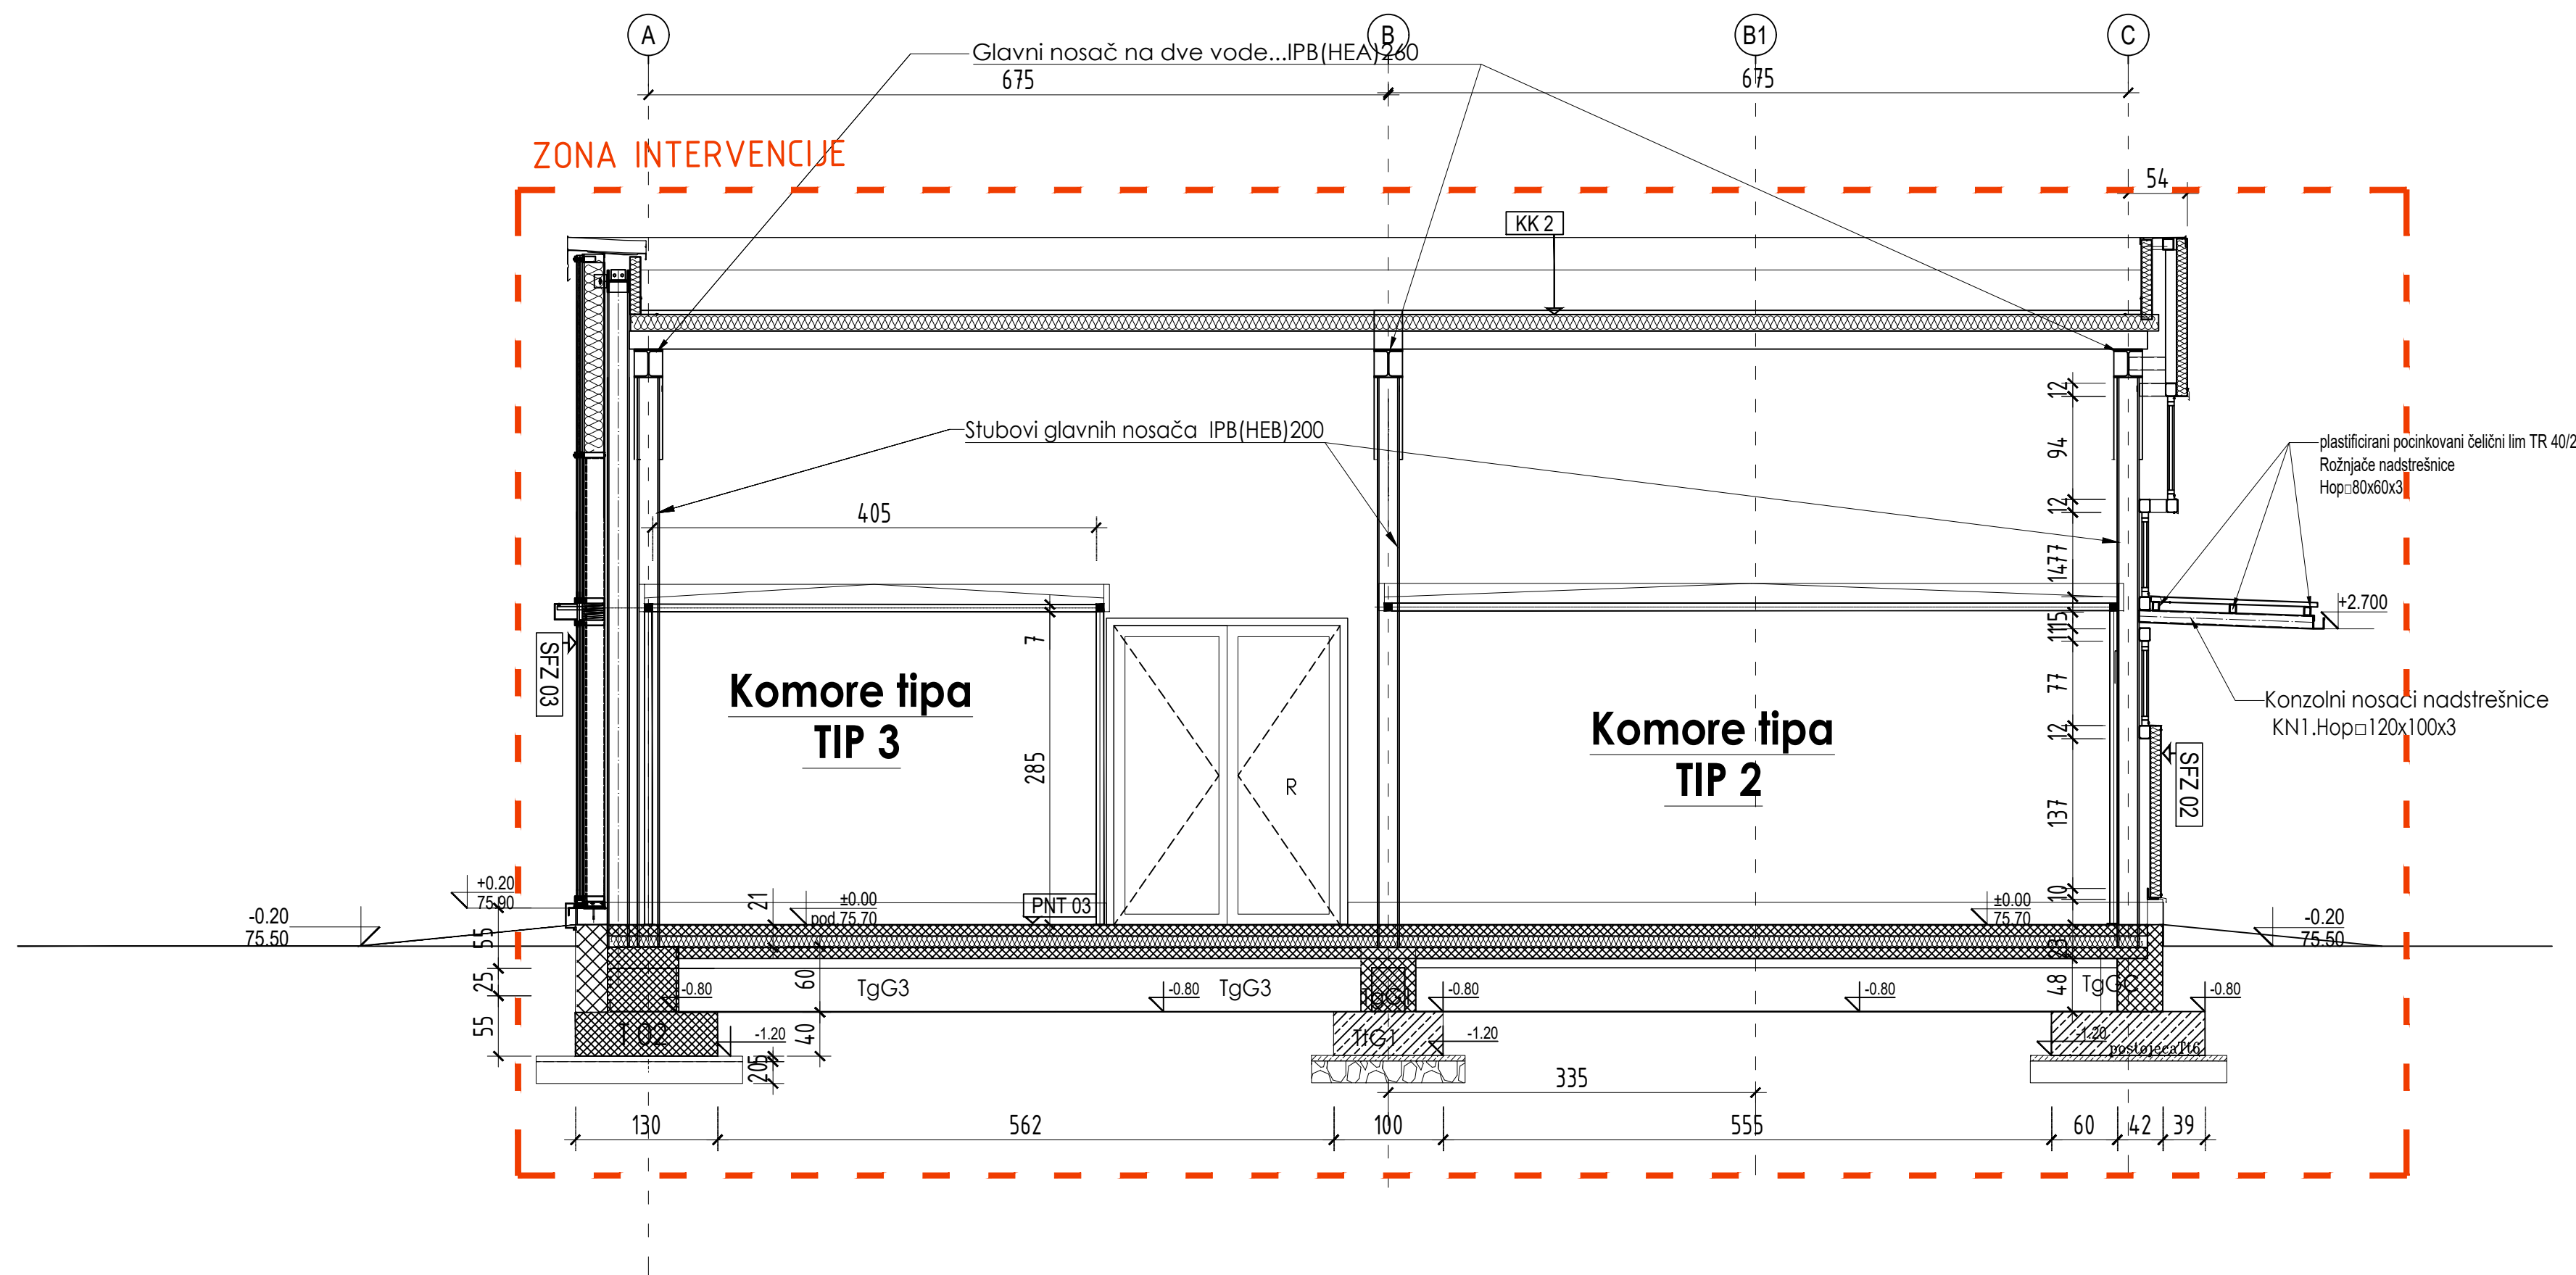 A
B
B1
C
Glavni nosač na dve vode...IPB(HEA)260
675
675
ZONA INTERVENCIJE
54
KK 2
12
Stubovi glavnih nosača IPB(HEB)200
94
plastificirani pocinkovani čelični lim TR 40/2
Rožnjače nadstrešnice
Hop□80x60x3
12
405
1477
+2.700
7
1115
SFZ 03
Komore tipa
TIP 3
77
Konzolni nosači nadstrešnice
KN1.Hop□120x100x3
Komore tipa
TIP 2
12
285
R
SFZ 02
137
+0.20
75.90
21
±0.00
pod 75.70
PNT 03
±0.00
75.70
10
-0.20
75.50
-0.20
75.50
55
25
60
-0.80
TgG3
-0.80
TgG3
-0.80
-0.80
48
-0.80
55
T 02
-1.20
40
TtG1
-1.20
-1.20
postojećaTt6
205
335
130
562
100
555
60
42
39